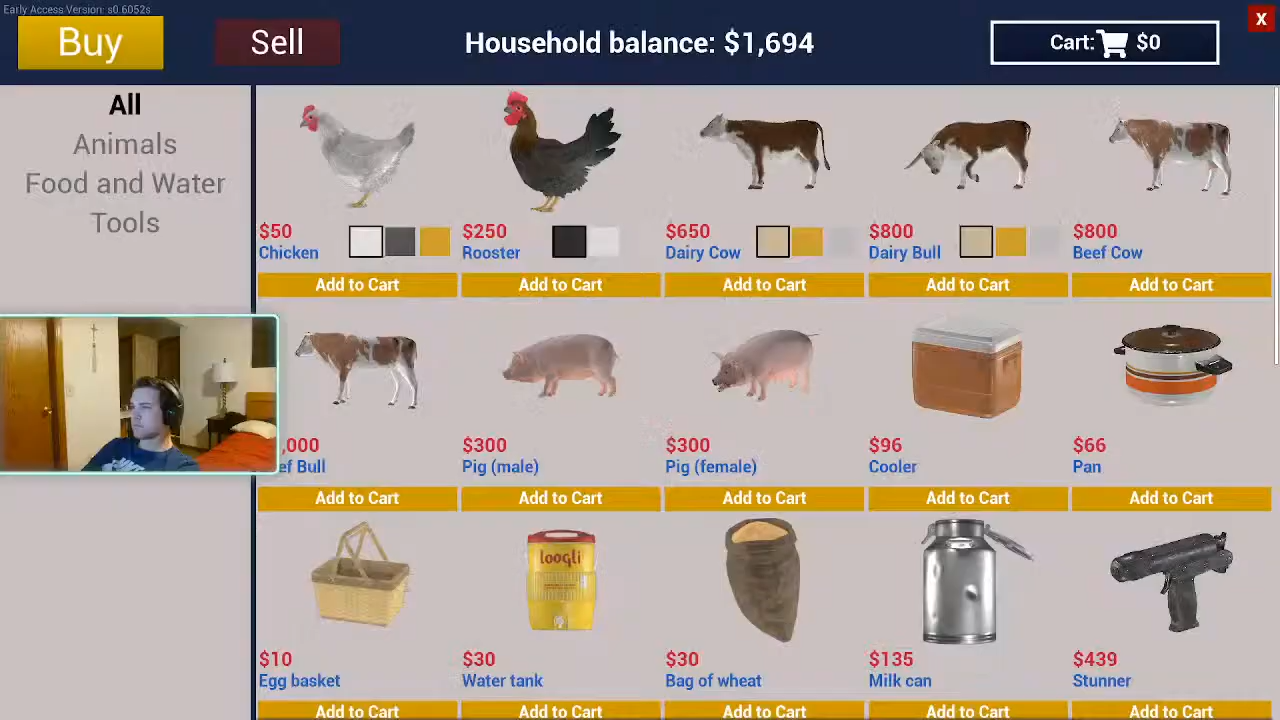 Early Access Version: s0.6052s
Buy
Sell
Household balance: $1,694
Cart: $0
X
All
Animals
Food and Water
Tools
$50
Chicken
Add to Cart
$250
Rooster
Add to Cart
$650
Dairy Cow
Add to Cart
$800
Dairy Bull
Add to Cart
$800
Beef Cow
Add to Cart
,000
ef Bull
Add to Cart
$300
Pig (male)
Add to Cart
$300
Pig (female)
Add to Cart
$96
Cooler
Add to Cart
$66
Pan
Add to Cart
$10
Egg basket
Add to Cart
loogli
$30
Water tank
Add to Cart
$30
Bag of wheat
Add to Cart
$135
Milk can
Add to Cart
$439
Stunner
Add to Cart